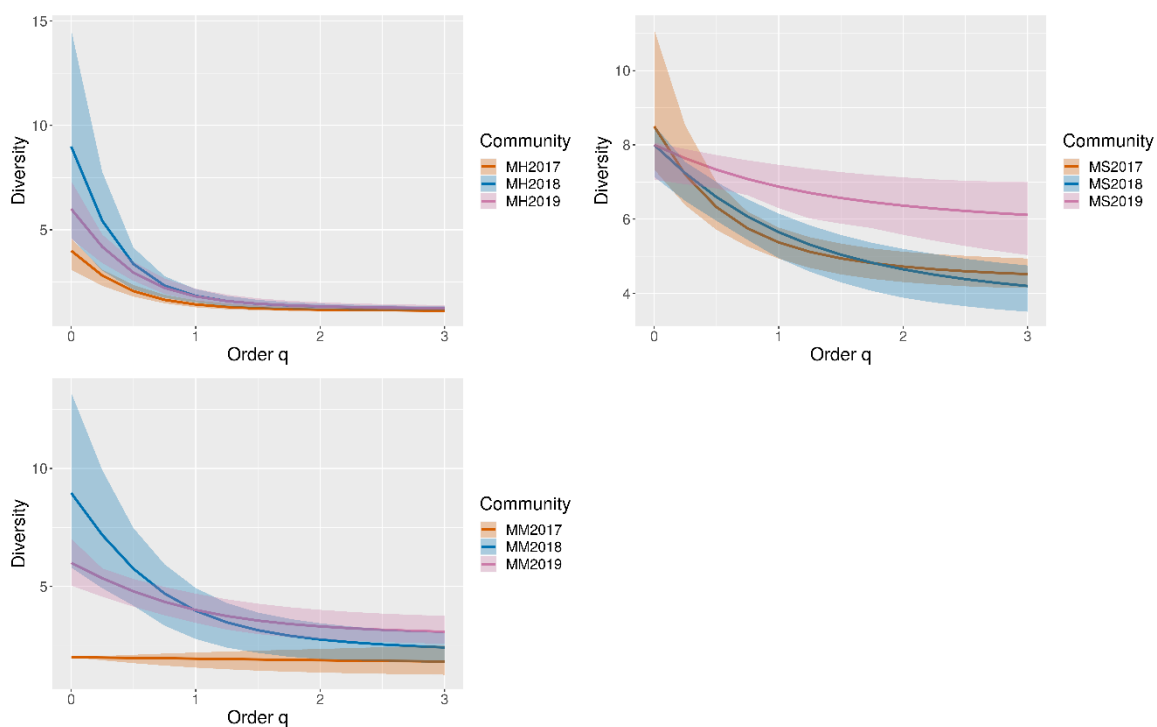 15
10
5
Diversity
0
1
2
3
Order q
Community
MH2017
MH2018
MH2019
10
8
6
4
Diversity
0
1
2
3
Order q
Community
MS2017
MS2018
MS2019
10
5
Diversity
0
1
2
3
Order q
Community
MM2017
MM2018
MM2019